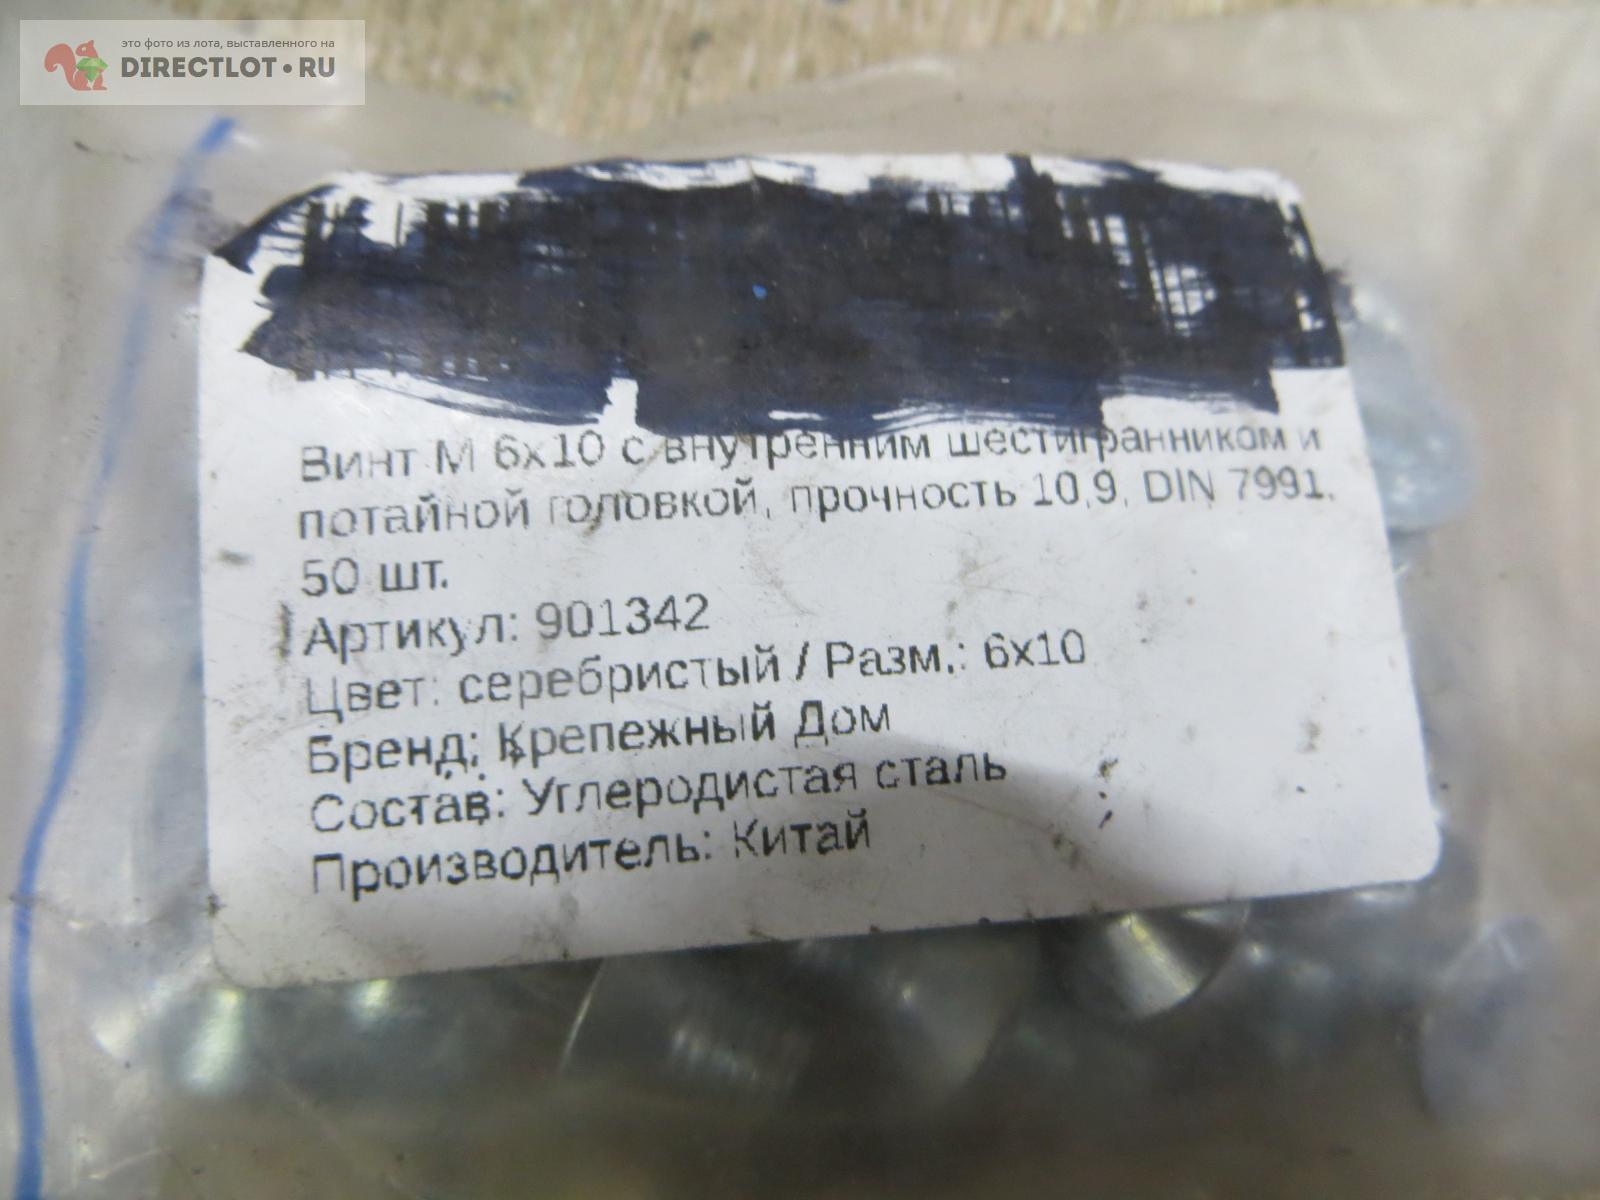 это фото из лота, выставленного на
DIRECTLOT•RU
Винт М 6х10 с внутренним шестигранником и
потайной головкой, прочность 10,9, DIN 7991,
50 шт.
Артикул: 901342
Цвет: серебристый / Разм.: 6х10
Бренд: Крепежный Дом
Состав: Углеродистая сталь
Производитель: Китай